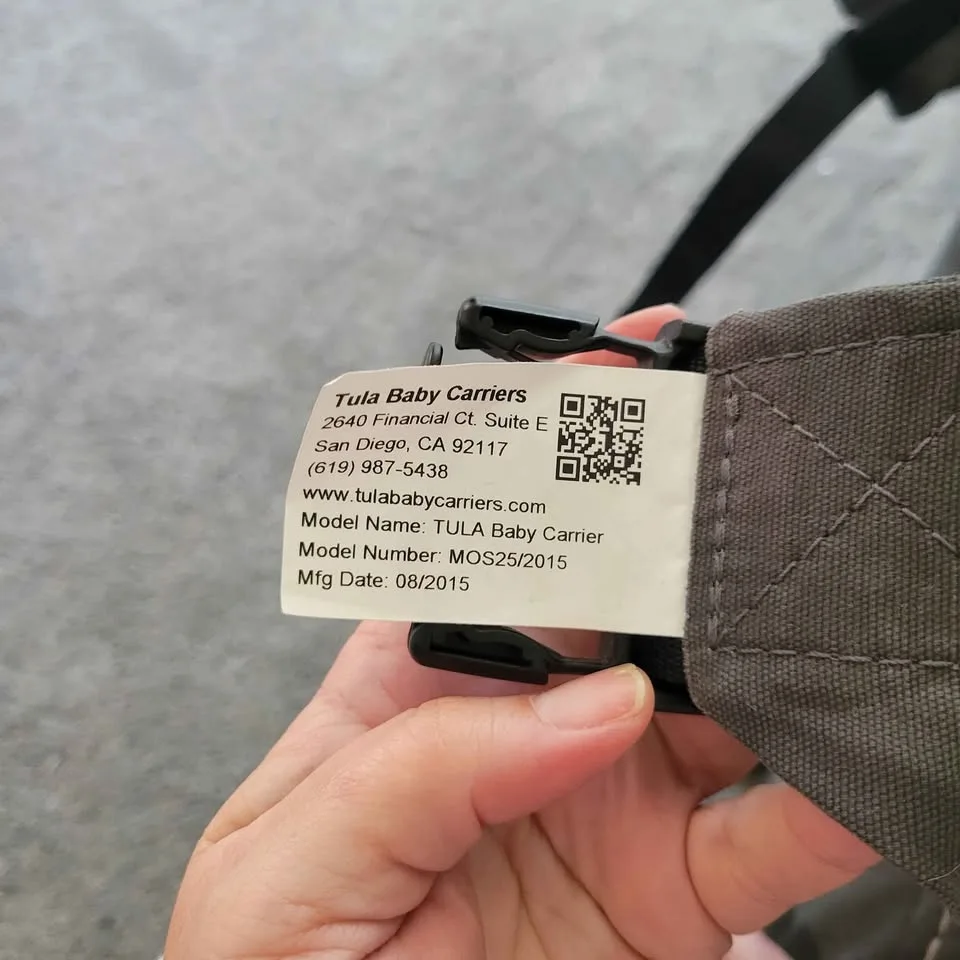 Tula Baby Carriers
2640 Financial Ct. Suite E
San Diego, CA 92117
(619) 987-5438
www.tulababycarriers.com
Model Name: TULA Baby Carrier
Model Number: MOS25/2015
Mfg Date: 08/2015